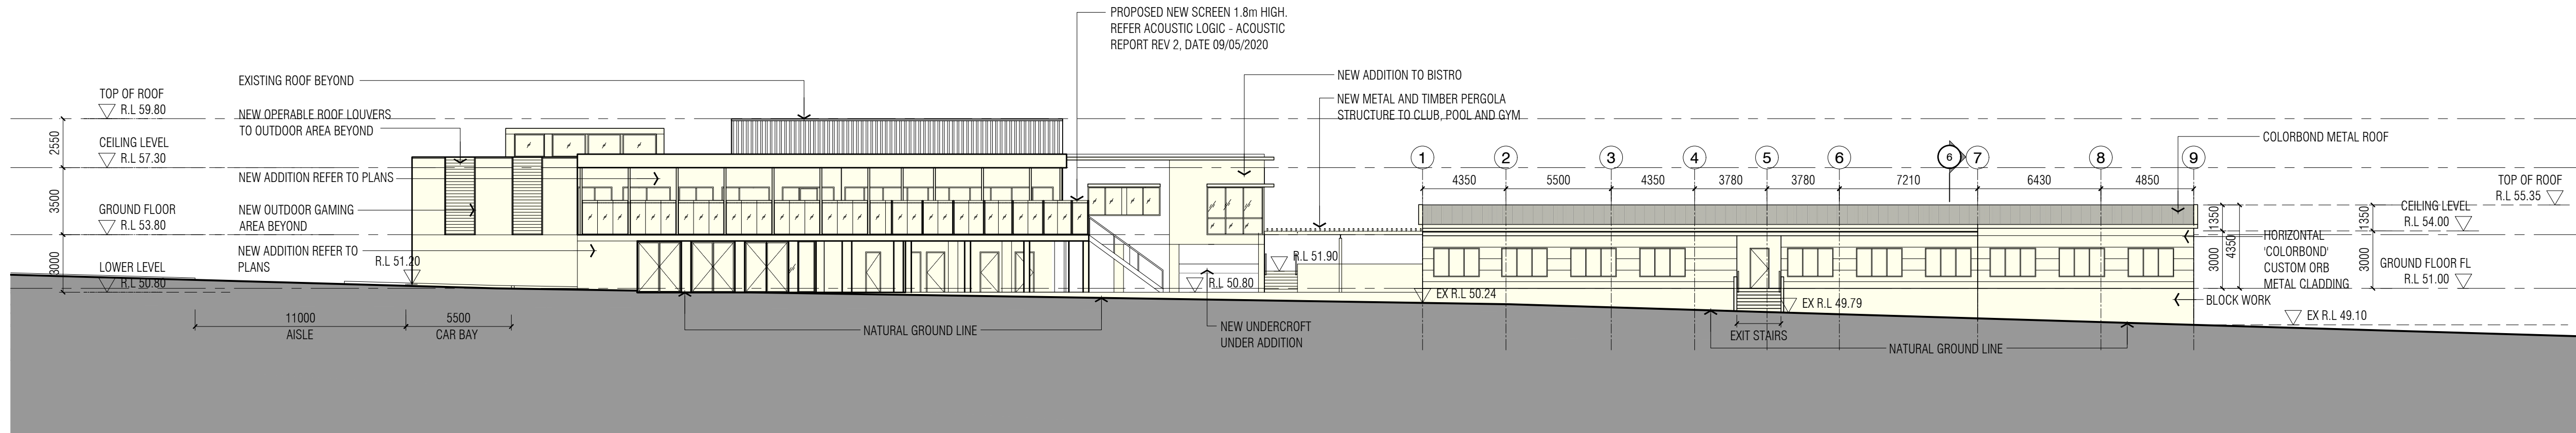 PROPOSED NEW SCREEN 1.8m HIGH.
REFER ACOUSTIC LOGIC - ACOUSTIC
REPORT REV 2, DATE 09/05/2020
EXISTING ROOF BEYOND
NEW ADDITION TO BISTRO
TOP OF ROOF
R.L 59.80
NEW OPERABLE ROOF LOUVERS
TO OUTDOOR AREA BEYOND
NEW METAL AND TIMBER PERGOLA
STRUCTURE TO CLUB, POOL AND GYM
COLORBOND METAL ROOF
2550
CEILING LEVEL
R.L 57.30
1
2
3
4
5
6
6
7
8
9
NEW ADDITION REFER TO PLANS
4350
5500
4350
3780
3780
7210
6430
4850
TOP OF ROOF
R.L 55.35
3500
GROUND FLOOR
R.L 53.80
NEW OUTDOOR GAMING
AREA BEYOND
1350
4350
1350
CEILING LEVEL
R.L 54.00
NEW ADDITION REFER TO
PLANS
HORIZONTAL
'COLORBOND'
CUSTOM ORB
METAL CLADDING
3000
LOWER LEVEL
R.L 50.80
R.L 51.20
R.L 51.90
R.L 50.80
3000
3000
GROUND FLOOR FL
R.L 51.00
EX R.L 50.24
EX R.L 49.79
BLOCK WORK
EX R.L 49.10
11000
AISLE
5500
CAR BAY
NATURAL GROUND LINE
NEW UNDERCROFT
UNDER ADDITION
EXIT STAIRS
NATURAL GROUND LINE